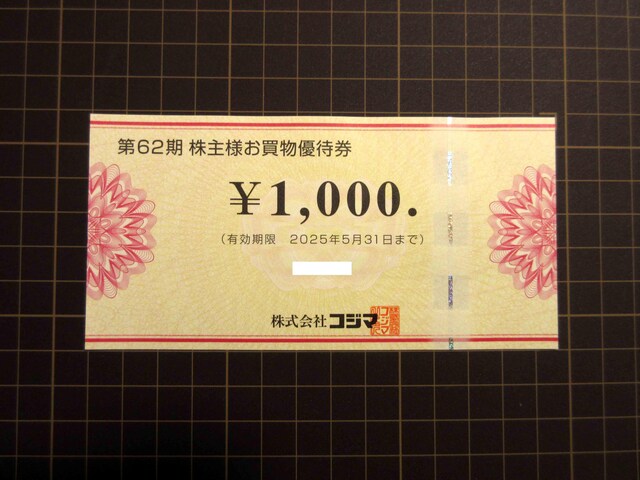 第62期 株主様お買物優待券
¥1,000.
(有効期限 2025年5月31日まで)
株式会社コジマ